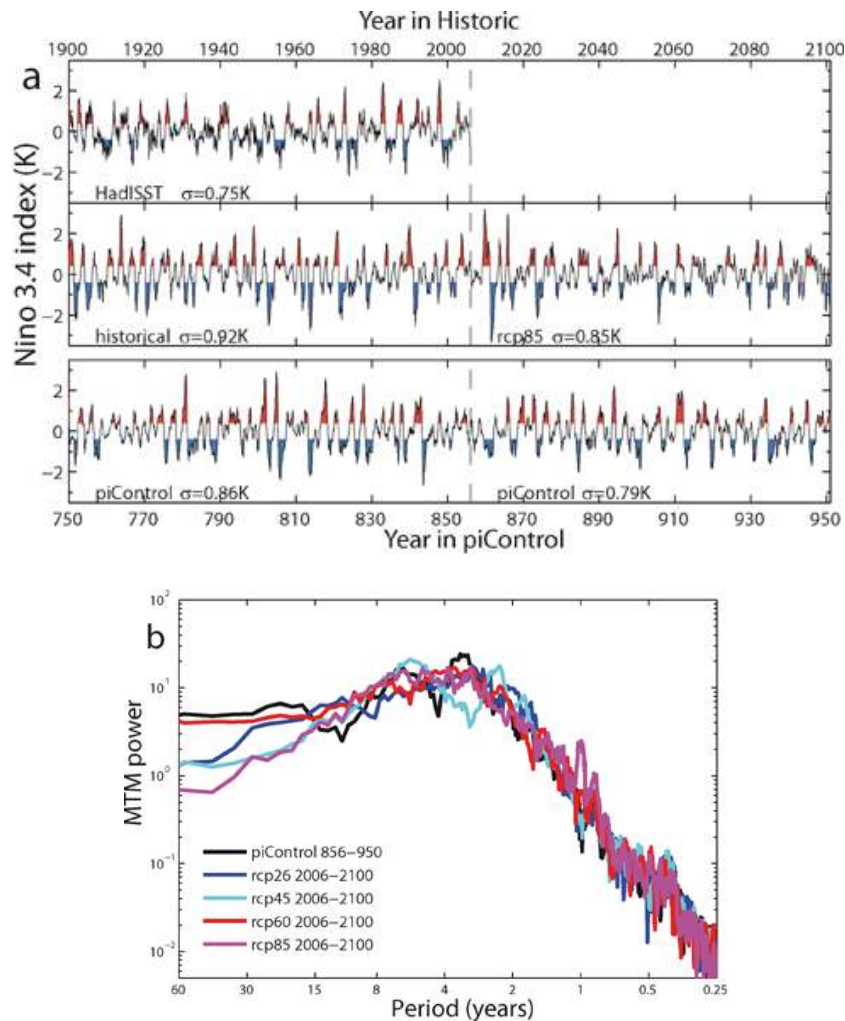 Year in Historic
1900 1920 1940 1960 1980 2000 2020 2040 2060 2080 2100
a
Nino 3.4 index (K)
2
0
-2
HadISST σ=0.75K
2
0
-2
historical σ=0.92K rcp85 σ=0.85K
2
0
-2
piControl σ=0.86K piControl σ=0.79K
750 770 790 810 830 850 870 890 910 930 950
Year in piControl
b
MTM power
10^2
10^1
10^0
10^-1
10^-2
piControl 856-950
rcp26 2006-2100
rcp45 2006-2100
rcp60 2006-2100
rcp85 2006-2100
60 30 15 8 4 2 1 0.5 0.25
Period (years)